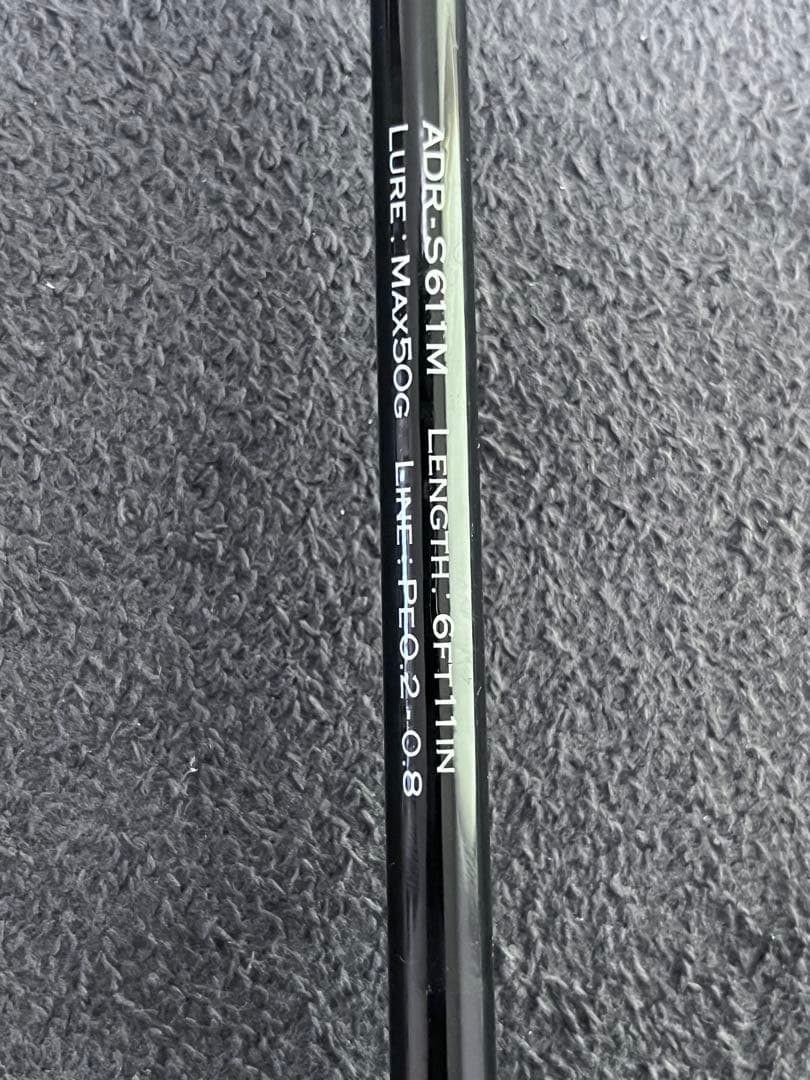 ADR-S611M LENGTH: 6FT11IN
LURE: MAX50G LINE: PE0.2-0.8